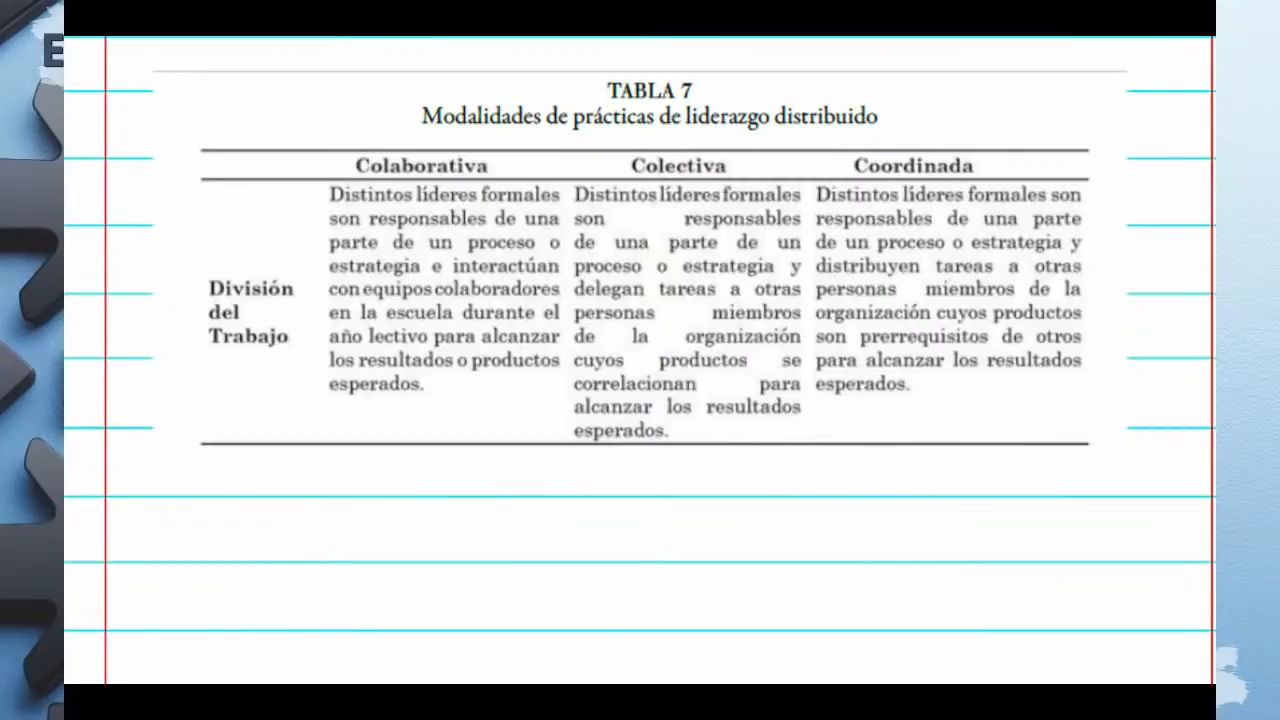 E
TABLA 7
Modalidades de prácticas de liderazgo distribuido
Colaborativa Colectiva Coordinada
División
del
Trabajo
Distintos líderes formales
son responsables de una
parte de un proceso o
estrategia e interactúan
con equipos colaboradores
en la escuela durante el
año lectivo para alcanzar
los resultados o productos
esperados.
Distintos líderes formales
son responsables
de una parte de un
proceso o estrategia y
delegan tareas a otras
personas miembros
de la organización
cuyos productos se
correlacionan para
alcanzar los resultados
esperados.
Distintos líderes formales son
responsables de una parte
de un proceso o estrategia y
distribuyen tareas a otras
personas miembros de la
organización cuyos productos
son prerrequisitos de otros
para alcanzar los resultados
esperados.